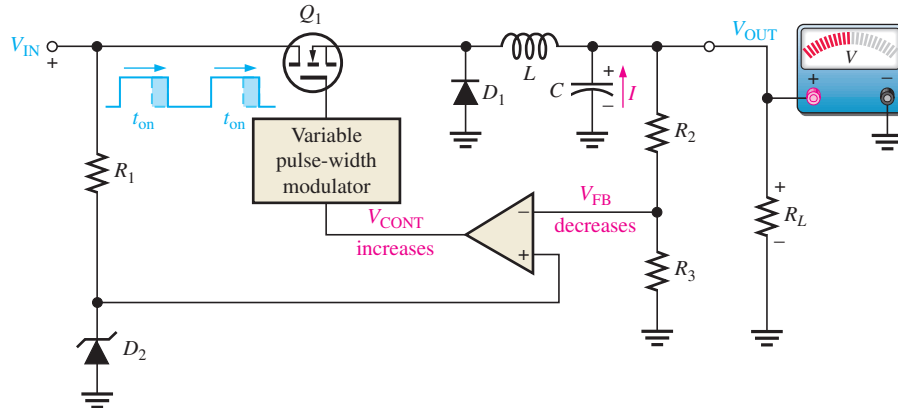 Q1
VIN
+
VOUT
V
+
−
L
D1
C
+
−
I
ton
ton
R1
Variable
pulse-width
modulator
R2
VCONT
increases
−
+
VFB
decreases
+
RL
−
R3
D2